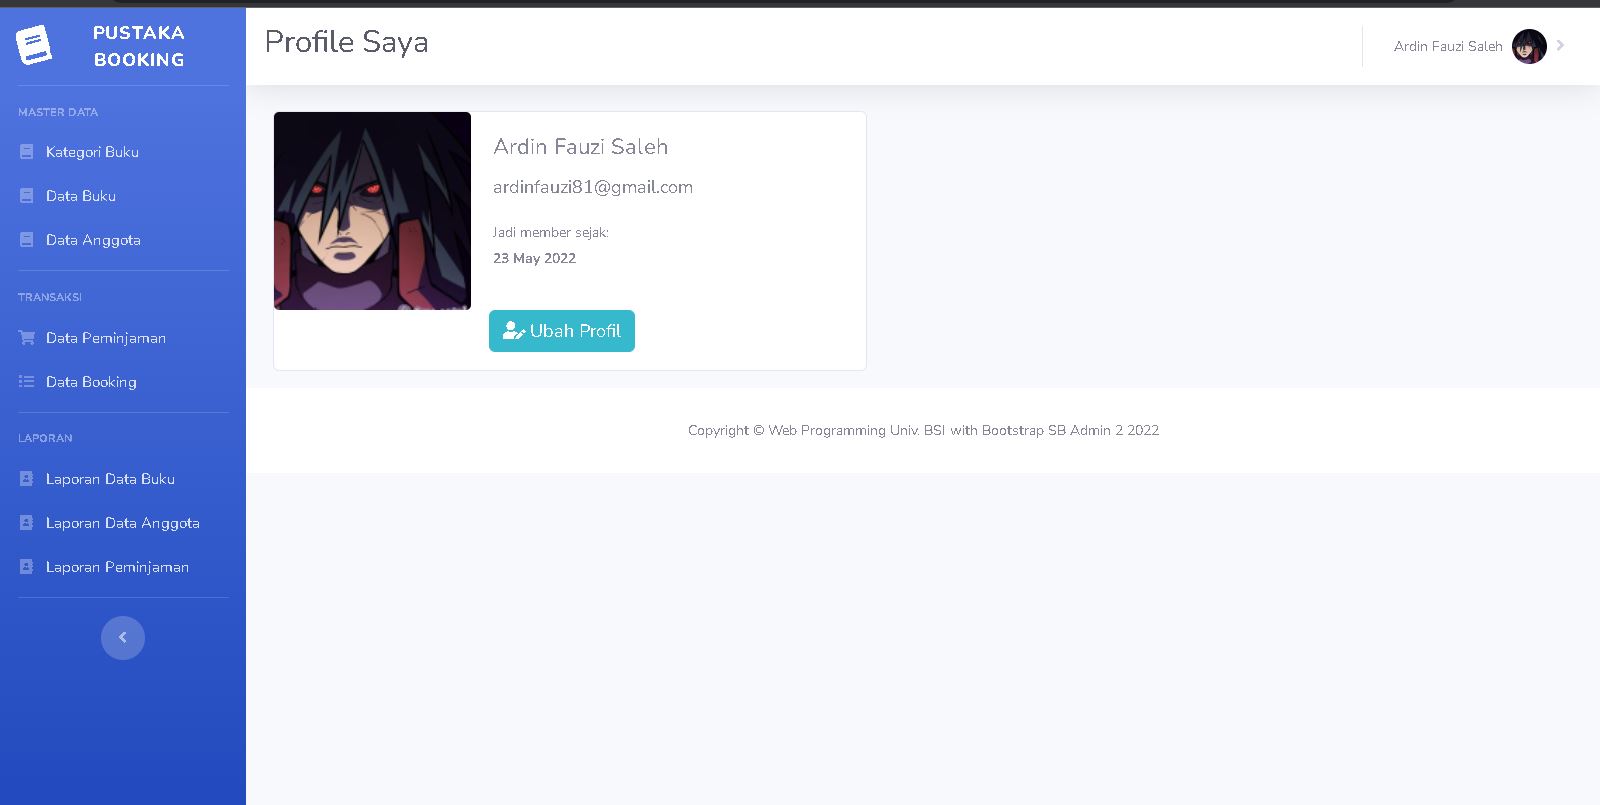 PUSTAKA
BOOKING
MASTER DATA
Kategori Buku
Data Buku
Data Anggota
TRANSAKSI
Data Peminjaman
Data Booking
LAPORAN
Laporan Data Buku
Laporan Data Anggota
Laporan Peminjaman
Profile Saya
Ardin Fauzi Saleh
Ardin Fauzi Saleh
ardinfauzi81@gmail.com
Jadi member sejak:
23 May 2022
Ubah Profil
Copyright © Web Programming Univ. BSI with Bootstrap SB Admin 2 2022